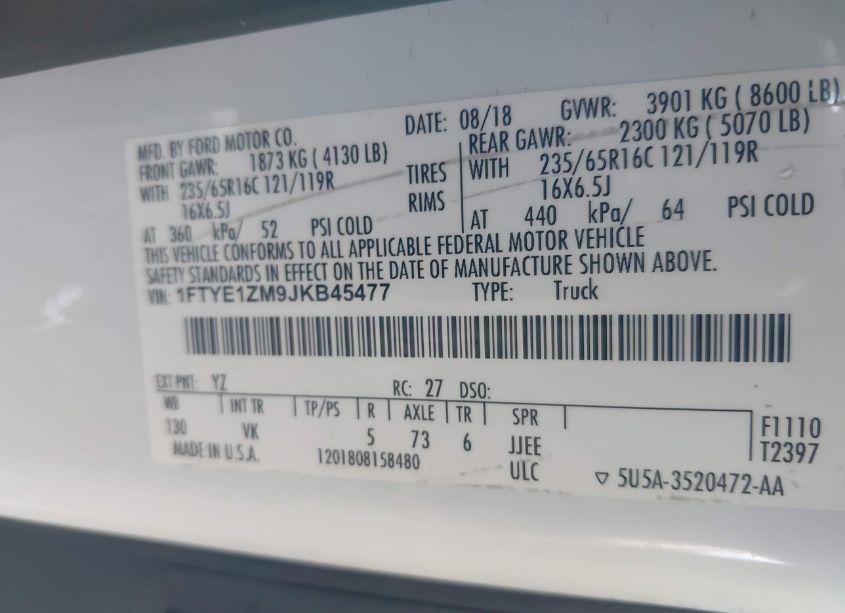 MFD. BY FORD MOTOR CO. DATE: 08/18 GVWR: 3901 KG ( 8600 LB)
FRONT GAWR: 1873 KG ( 4130 LB) REAR GAWR: 2300 KG ( 5070 LB)
WITH 235/65R16C 121/119R TIRES WITH 235/65R16C 121/119R
16X6.5J RIMS 16X6.5J
AT 360 kPa/ 52 PSI COLD AT 440 kPa/ 64 PSI COLD
THIS VEHICLE CONFORMS TO ALL APPLICABLE FEDERAL MOTOR VEHICLE
SAFETY STANDARDS IN EFFECT ON THE DATE OF MANUFACTURE SHOWN ABOVE.
VIN: 1FTYE1ZM9JKB45477 TYPE: Truck
EXT PNT: YZ RC: 27 DSO:
WB INT TR TP/PS R AXLE TR SPR F1110
130 VK 5 73 6 JJEE T2397
MADE IN U.S.A. 1201808158480 ULC ▽ 5U5A-3520472-AA